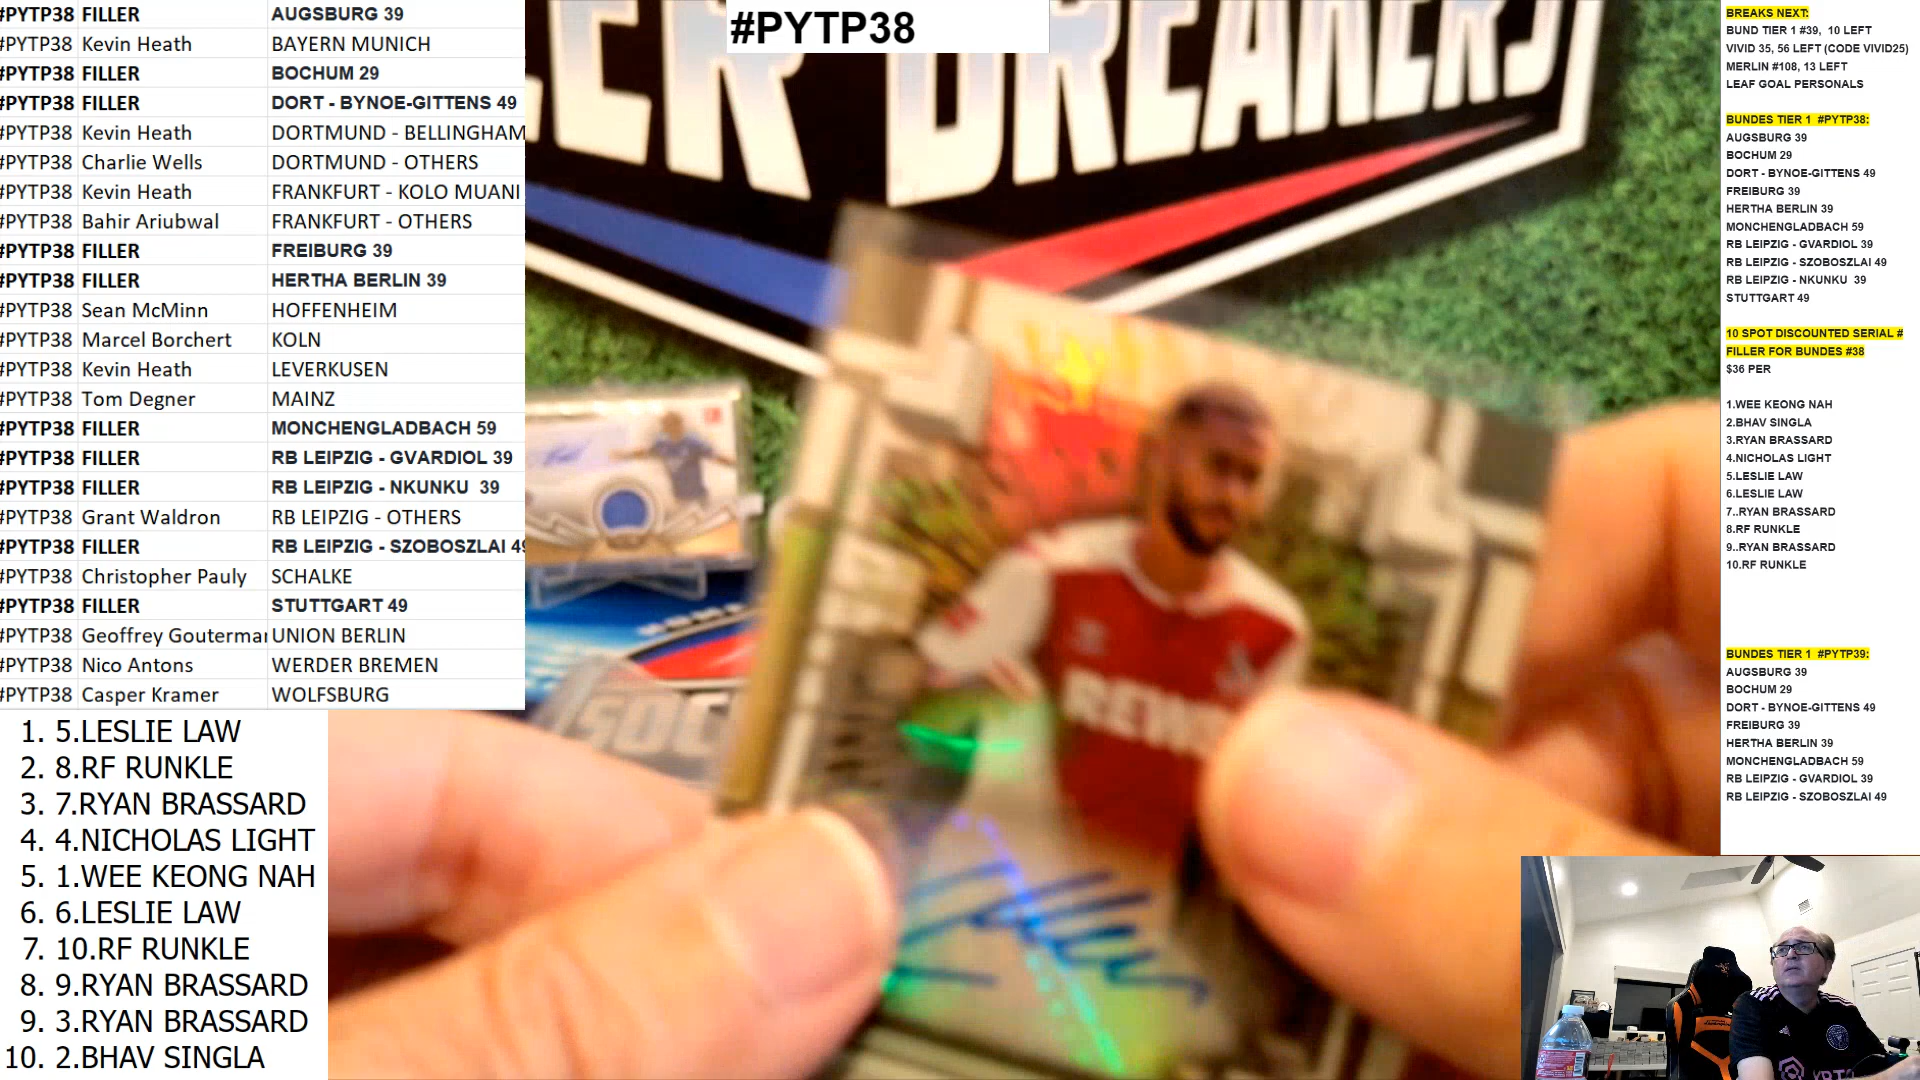 #PYTP38 FILLER AUGSBURG 39
#PYTP38 Kevin Heath BAYERN MUNICH
#PYTP38 FILLER BOCHUM 29
#PYTP38 FILLER DORT - BYNOE-GITTENS 49
#PYTP38 Kevin Heath DORTMUND - BELLINGHAM
#PYTP38 Charlie Wells DORTMUND - OTHERS
#PYTP38 Kevin Heath FRANKFURT - KOLO MUANI
#PYTP38 Bahir Ariubwal FRANKFURT - OTHERS
#PYTP38 FILLER FREIBURG 39
#PYTP38 FILLER HERTHA BERLIN 39
#PYTP38 Sean McMinn HOFFENHEIM
#PYTP38 Marcel Borchert KOLN
#PYTP38 Kevin Heath LEVERKUSEN
#PYTP38 Tom Degner MAINZ
#PYTP38 FILLER MONCHENGLADBACH 59
#PYTP38 FILLER RB LEIPZIG - GVARDIOL 39
#PYTP38 FILLER RB LEIPZIG - NKUNKU 39
#PYTP38 Grant Waldron RB LEIPZIG - OTHERS
#PYTP38 FILLER RB LEIPZIG - SZOBOSZLAI 49
#PYTP38 Christopher Pauly SCHALKE
#PYTP38 FILLER STUTTGART 49
#PYTP38 Geoffrey Gouterman UNION BERLIN
#PYTP38 Nico Antons WERDER BREMEN
#PYTP38 Casper Kramer WOLFSBURG
1. 5.LESLIE LAW
2. 8.RF RUNKLE
3. 7.RYAN BRASSARD
4. 4.NICHOLAS LIGHT
5. 1.WEE KEONG NAH
6. 6.LESLIE LAW
7. 10.RF RUNKLE
8. 9.RYAN BRASSARD
9. 3.RYAN BRASSARD
10. 2.BHAV SINGLA
#PYTP38
ER BREAKERS
REWE
SOC
BREAKS NEXT:
BUND TIER 1 #39, 10 LEFT
VIVID 35, 56 LEFT (CODE VIVID25)
MERLIN #108, 13 LEFT
LEAF GOAL PERSONALS
BUNDES TIER 1 #PYTP38:
AUGSBURG 39
BOCHUM 29
DORT - BYNOE-GITTENS 49
FREIBURG 39
HERTHA BERLIN 39
MONCHENGLADBACH 59
RB LEIPZIG - GVARDIOL 39
RB LEIPZIG - SZOBOSZLAI 49
RB LEIPZIG - NKUNKU 39
STUTTGART 49
10 SPOT DISCOUNTED SERIAL #
FILLER FOR BUNDES #38
$36 PER
1.WEE KEONG NAH
2.BHAV SINGLA
3.RYAN BRASSARD
4.NICHOLAS LIGHT
5.LESLIE LAW
6.LESLIE LAW
7..RYAN BRASSARD
8.RF RUNKLE
9..RYAN BRASSARD
10.RF RUNKLE
BUNDES TIER 1 #PYTP39:
AUGSBURG 39
BOCHUM 29
DORT - BYNOE-GITTENS 49
FREIBURG 39
HERTHA BERLIN 39
MONCHENGLADBACH 59
RB LEIPZIG - GVARDIOL 39
RB LEIPZIG - SZOBOSZLAI 49